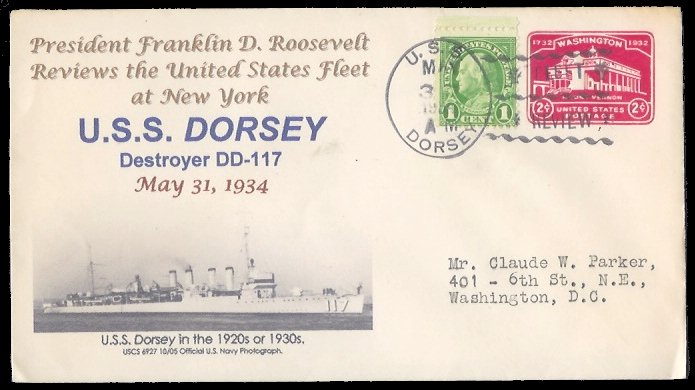 President Franklin D. Roosevelt
Reviews the United States Fleet
at New York
U.S.S. DORSEY
Destroyer DD-117
May 31, 1934
117
U.S.S. Dorsey in the 1920s or 1930s.
USCS 6927 10/05 Official U.S. Navy Photograph.
U.S.
MA
3
A M
DORSEY
1 CENT 1
REVIEW
1732 WASHINGTON 1932
2¢ 2¢
UNITED STATES
POSTAGE
Mr. Claude W. Parker,
401 - 6th St., N.E.,
Washington, D.C.